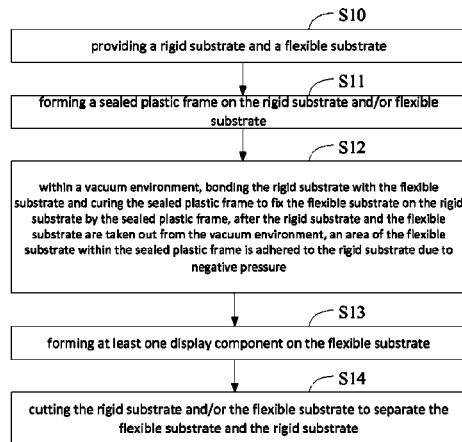 S10
providing a rigid substrate and a flexible substrate
S11
forming a sealed plastic frame on the rigid substrate and/or flexible
substrate
S12
within a vacuum environment, bonding the rigid substrate with the flexible
substrate and curing the sealed plastic frame to fix the flexible substrate on the rigid
substrate by the sealed plastic frame, after the rigid substrate and the flexible
substrate are taken out from the vacuum environment, an area of the flexible
substrate within the sealed plastic frame is adhered to the rigid substrate due to
negative pressure
S13
forming at least one display component on the flexible substrate
S14
cutting the rigid substrate and/or the flexible substrate to separate the
flexible substrate and the rigid substrate